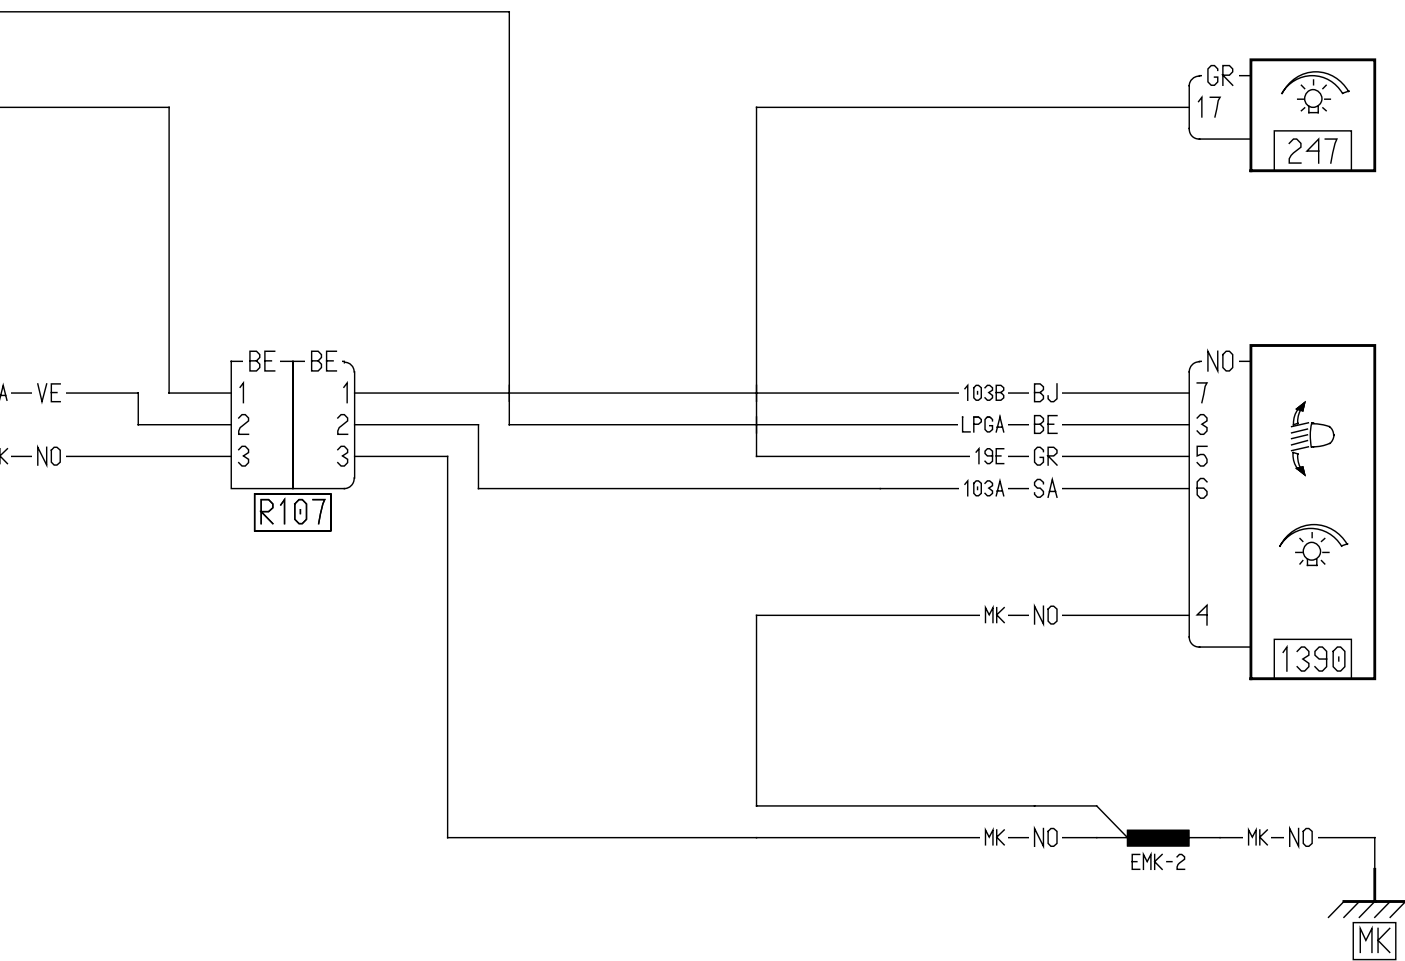 GR
17
247
BE BE
NO
1 1 103B BJ 7
A VE 2 2 LPGA BE 3
K NO 3 3 19E GR 5
103A SA 6
R107
MK NO 4
1390
MK NO MK NO
EMK-2
MK